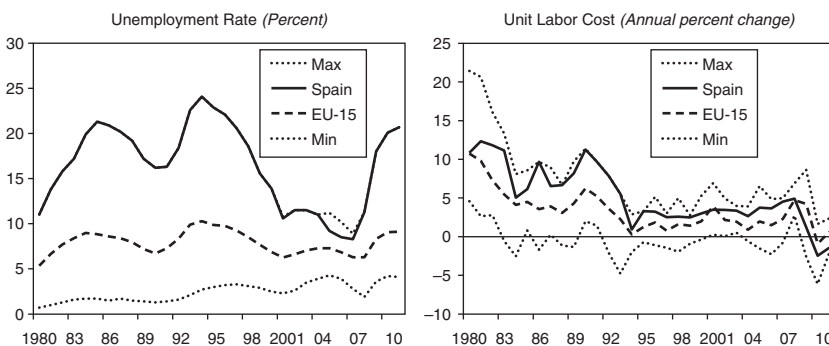 Unemployment Rate (Percent)
30
25
20
15
10
5
0
Max
Spain
EU-15
Min
1980 83 86 89 92 95 98 2001 04 07 10
Unit Labor Cost (Annual percent change)
25
20
15
10
5
0
–5
–10
Max
Spain
EU-15
Min
1980 83 86 89 92 95 98 2001 04 07 10